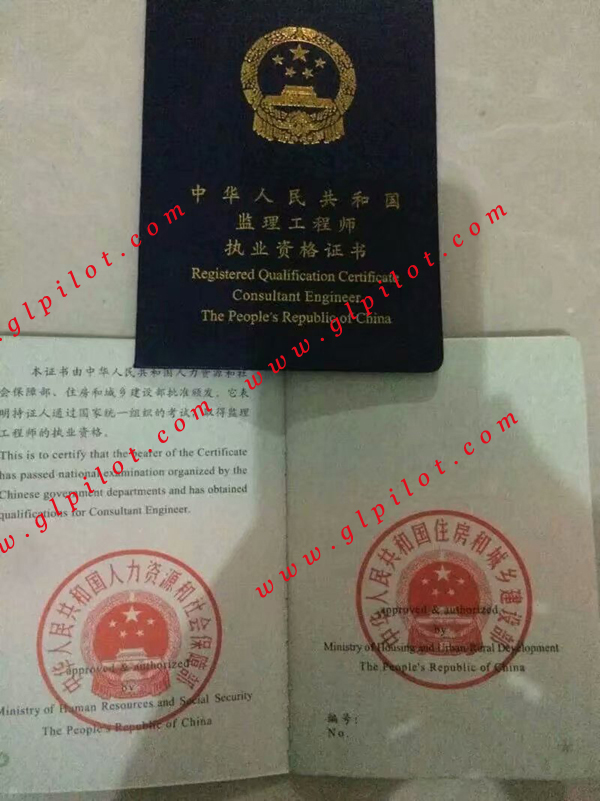 中华人民共和国
监理工程师
执业资格证书
Registered Qualification Certificate
Consultant Engineer
The People's Republic of China
本证书由中华人民共和国人力资源和社
会保障部、住房和城乡建设部批准颁发，它表
明持证人通过国家统一组织的考试，取得监理
工程师的执业资格。
This is to certify that the bearer of the Certificate
has passed national examination organized by the
Chinese government departments and has obtained
qualifications for Consultant Engineer.
中华人民共和国人力资源和社会保障部
approved & authorized
by
Ministry of Human Resources and Social Security
The People's Republic of China
中华人民共和国住房和城乡建设部
approved & authorized
by
Ministry of Housing and Urban-Rural Development
The People's Republic of China
编号:
No.
www.glpilot.com
www.glpilot.com
www.glpilot.com
www.glpilot.com